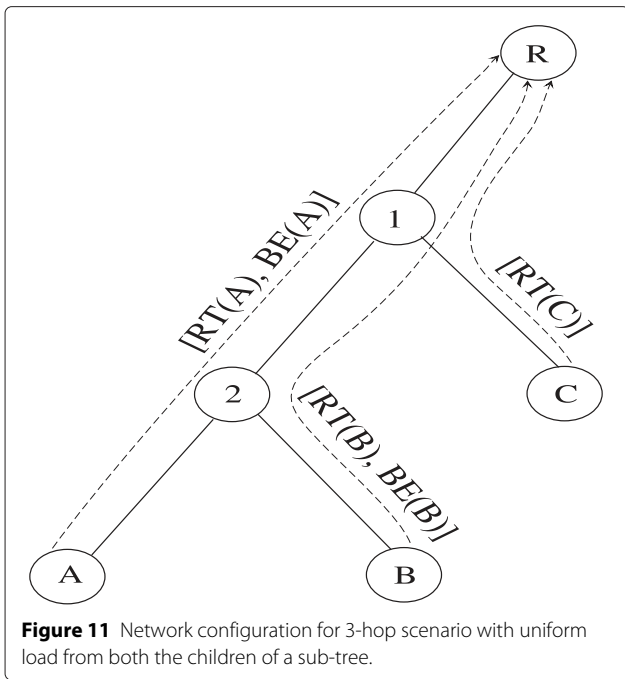 R
1
[RT(A), BE(A)]
[RT(C)]
2
C
[RT(B), BE(B)]
A
B
Figure 11 Network configuration for 3-hop scenario with uniform
load from both the children of a sub-tree.